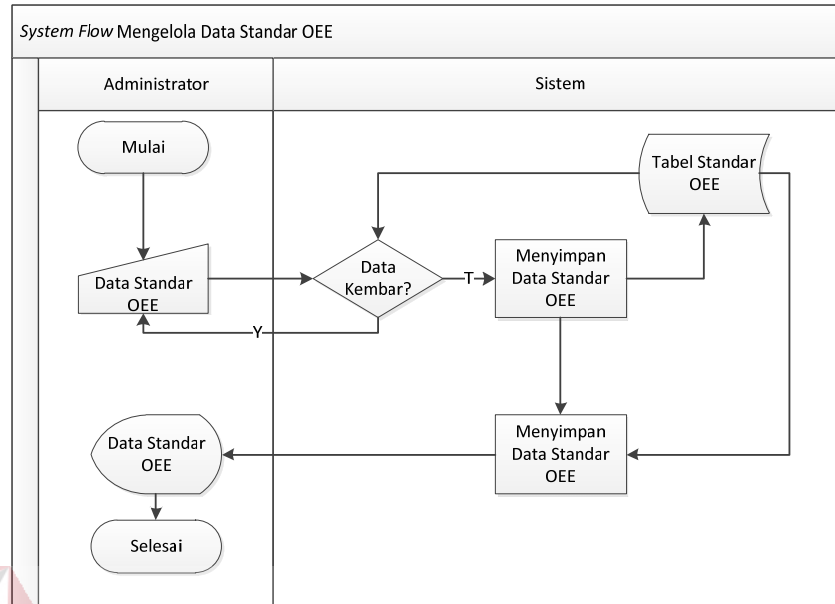 System Flow Mengelola Data Standar OEE
Administrator
Sistem
Mulai
Tabel Standar
OEE
Data Standar
OEE
Data
Kembar?
T
Menyimpan
Data Standar
OEE
Y
Data Standar
OEE
Menyimpan
Data Standar
OEE
Selesai